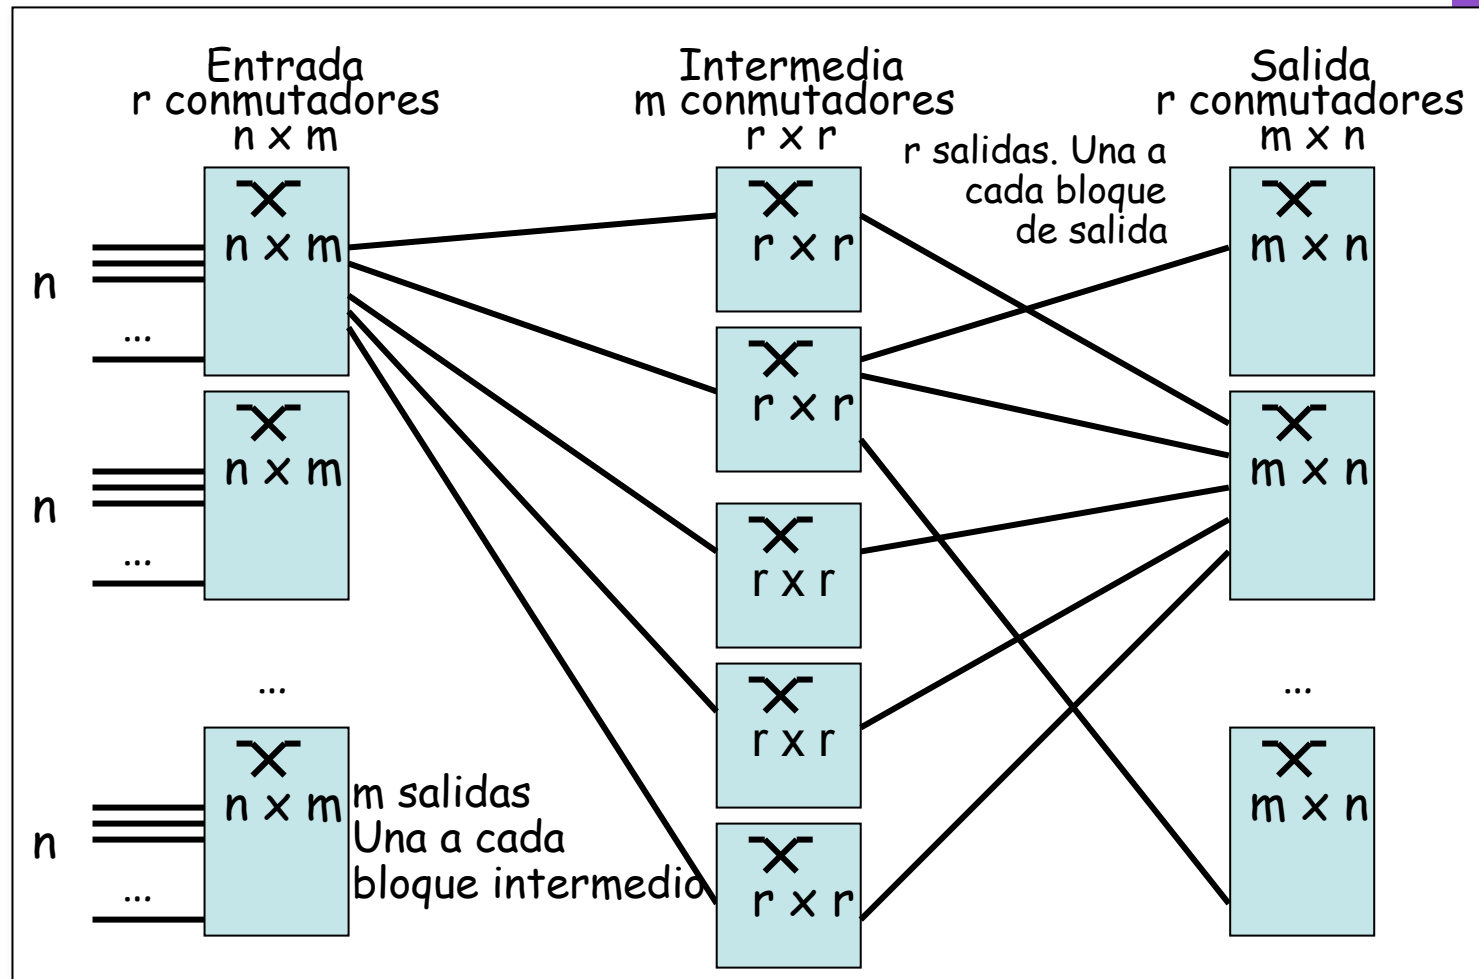 Entrada
r conmutadores
n x m
Intermedia
m conmutadores
r x r
Salida
r conmutadores
m x n
r salidas. Una a
cada bloque
de salida
n
...
n x m
n
...
n x m
...
n
...
n x m
m salidas
Una a cada
bloque intermedio
r x r
r x r
r x r
r x r
r x r
m x n
m x n
...
m x n